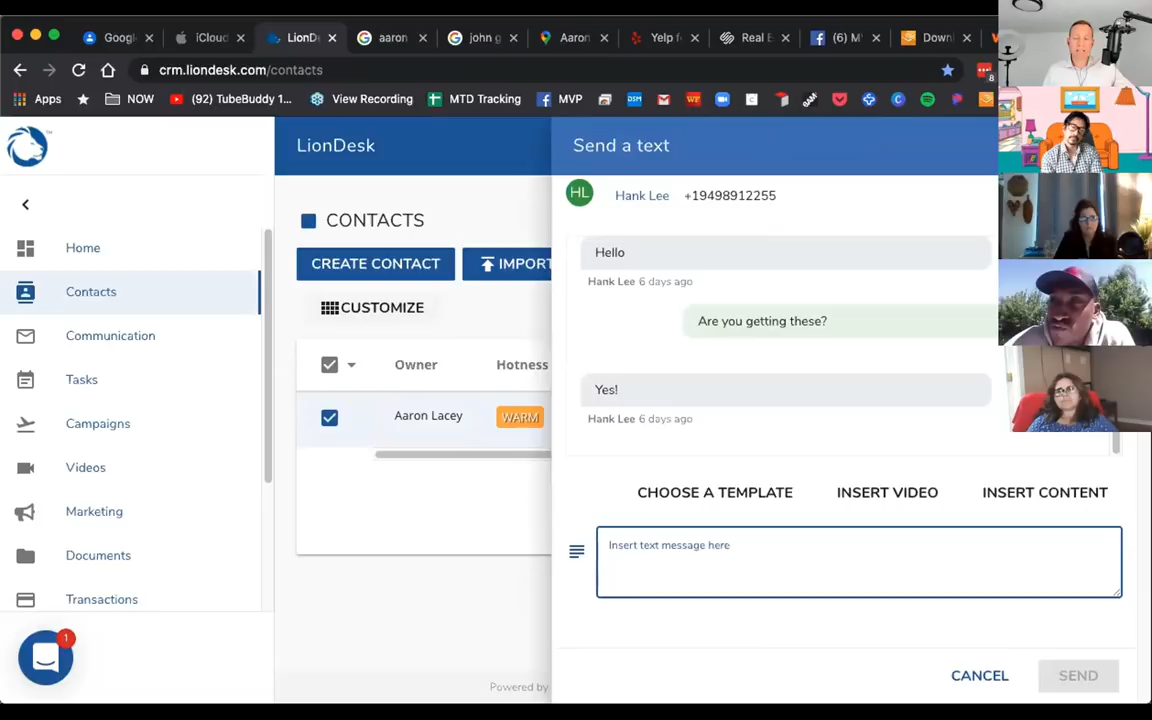 Googl
iCloud
LionD
aaron
john g
Aaron
Yelp f
Real E
(6) M
Downl
crm.liondesk.com/contacts
8
Apps
NOW
(92) TubeBuddy 1...
View Recording
MTD Tracking
MVP
LionDesk
Send a text
HL
Hank Lee +19498912255
CONTACTS
CREATE CONTACT
IMPORT
CUSTOMIZE
Owner
Hotness
Aaron Lacey
WARM
Home
Contacts
Communication
Tasks
Campaigns
Videos
Marketing
Documents
Transactions
1
Hello
Hank Lee 6 days ago
Are you getting these?
Yes!
Hank Lee 6 days ago
CHOOSE A TEMPLATE
INSERT VIDEO
INSERT CONTENT
Insert text message here
Powered by
CANCEL
SEND